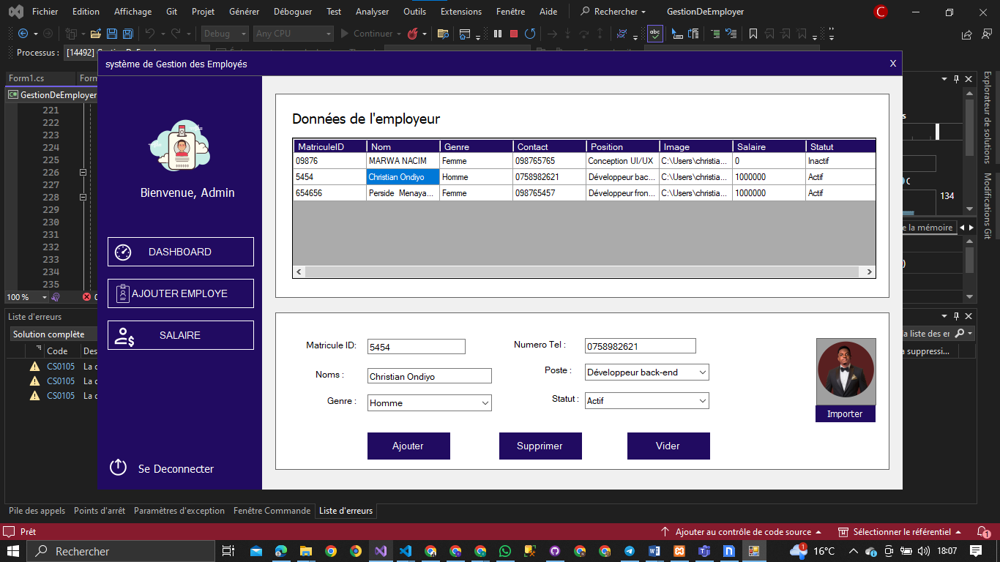 Fichier Edition Affichage Git Projet Générer Déboguer Test Analyser Outils Extensions Fenêtre Aide Rechercher GestionDeEmployer C
Debug Any CPU Continuer abc
Processus : [14492]
système de Gestion des Employés X
Form1.cs Form
C# GestionDeEmployer
221
222
223
224
225
226
227
228
229
230
231
232
233
234
235
100 %
Bienvenue, Admin
DASHBOARD
AJOUTER EMPLOYE
SALAIRE
Se Deconnecter
Données de l'employeur
MatriculeID Nom Genre Contact Position Image Salaire Statut
09876 MARWA NACIM Femme 098765765 Conception UI/UX C:\Users\christia... 0 Inactif
5454 Christian Ondiyo Homme 0758982621 Développeur bac... C:\Users\christia... 1000000 Actif
654656 Perside Menaya... Femme 098765457 Développeur fron... C:\Users\christia... 1000000 Actif
Matricule ID: 5454 Numero Tel : 0758982621
Noms : Christian Ondiyo Poste : Développeur back-end
Genre : Homme Statut : Actif
Importer
Ajouter Supprimer Vider
134
e la mémoire
Explorateur de solutions
Modifications Git
Liste d'erreurs
Solution complète la liste des er
Code Des a suppressi...
CS0105 La c
CS0105 La c
CS0105 La c
Pile des appels Points d'arrêt Paramètres d'exception Fenêtre Commande Liste d'erreurs
Prêt Ajouter au contrôle de code source Sélectionner le référentiel 1
Rechercher 1 16°C 18:07